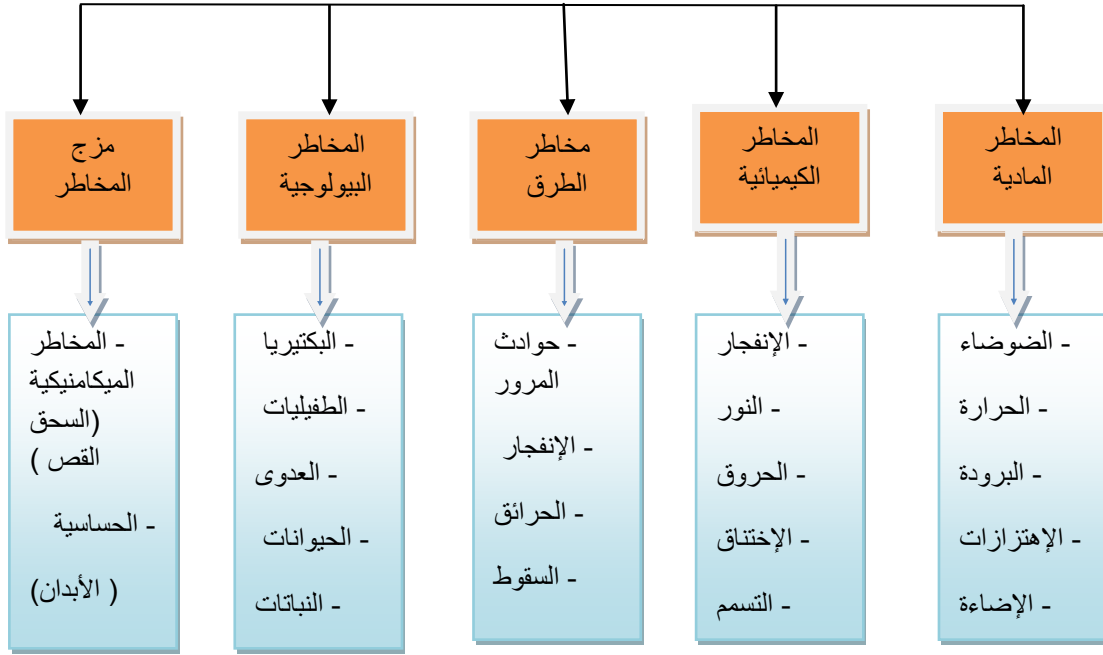 المخاطر
المادية
المخاطر
الكيميائية
مخاطر
الطرق
المخاطر
البيولوجية
مزج
المخاطر
- الضوضاء
- الحرارة
- البرودة
- الإهتزازات
- الإضاءة
- الإنفجار
- النور
- الحروق
- الإختناق
- التسمم
- حوادث
المرور
- الإنفجار
- الحرائق
- السقوط
- البكتيريا
- الطفيليات
- العدوى
- الحيوانات
- النباتات
- المخاطر
الميكامنيكية
(السحق
القص )
- الحساسية
( الأبدان)